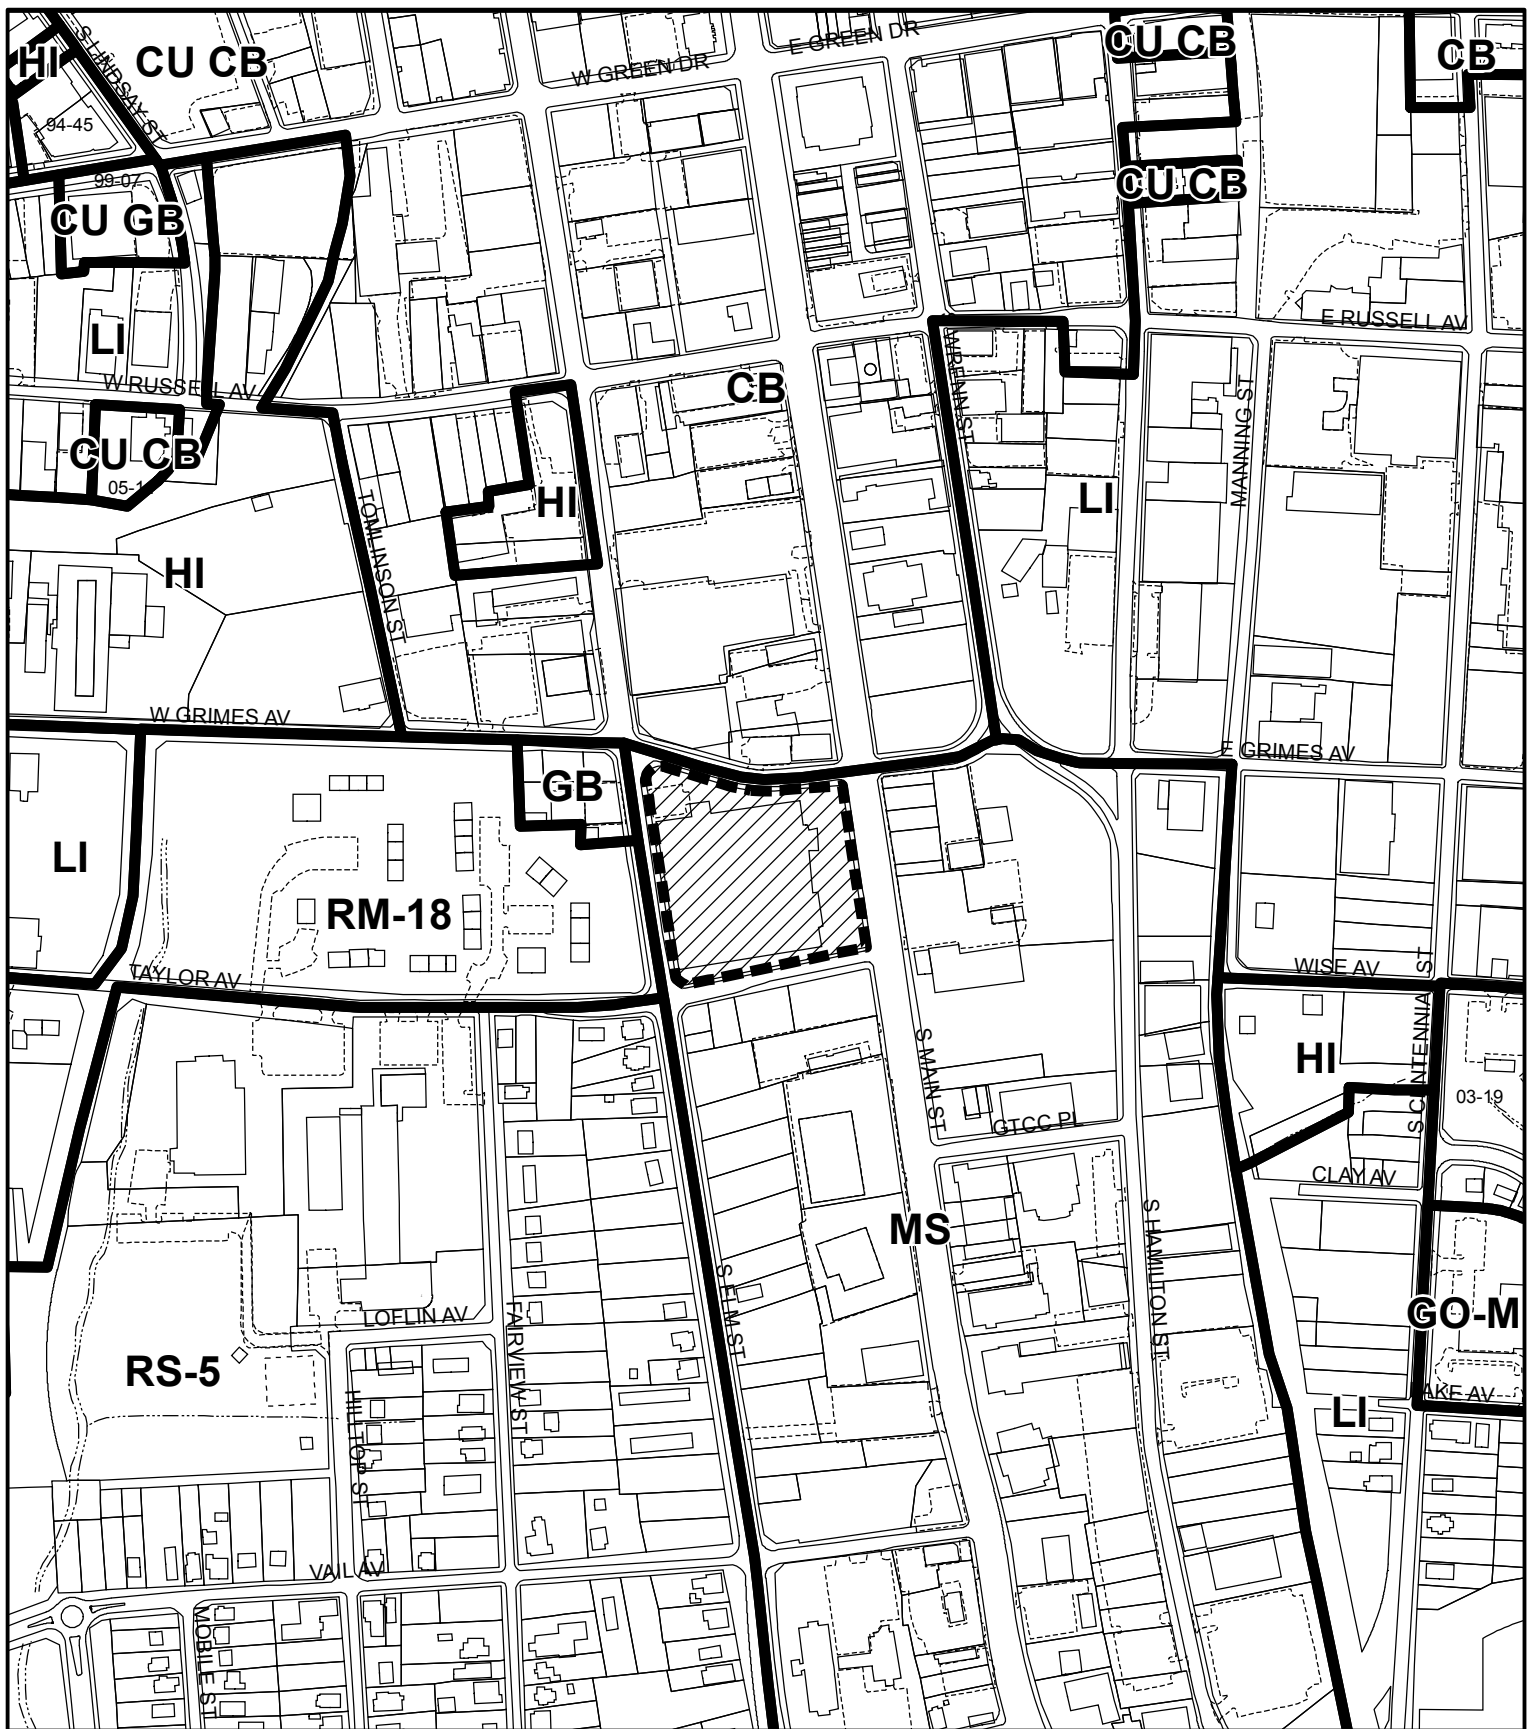 E GREEN DR
CU CB
CB
HI
CU CB
S LINDSAY ST
W GREEN DR
94-45
99-07
CU CB
CU GB
LI
E RUSSELL AV
W RUSSELL AV
CB
WRENN ST
MANNING ST
CU CB
05-1
HI
LI
TOMLINSON ST
HI
W GRIMES AV
E GRIMES AV
GB
LI
RM-18
TAYLOR AV
WISE AV
S CENTENNIAL ST
S MAIN ST
HI
03-19
GTCC PL
CLAY AV
MS
S HAMILTON ST
S ELM ST
LOFLIN AV
FAIRVIEW ST
GO-M
RS-5
HILLTOP ST
LAKE AV
LI
VAIL AV
MOBILE ST